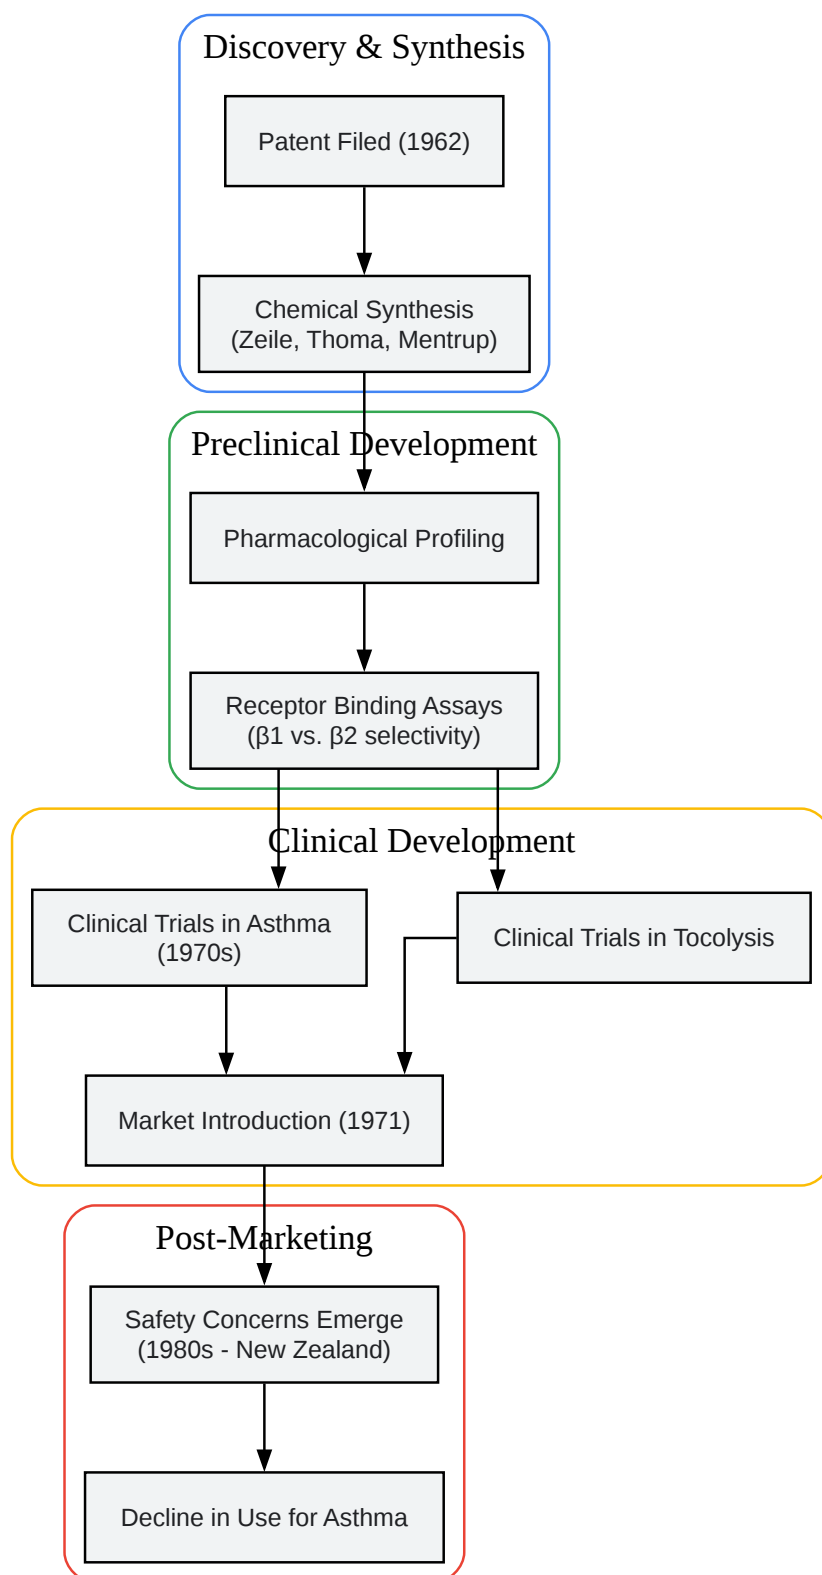 Discovery & Synthesis
Patent Filed (1962)
Chemical Synthesis
(Zeile, Thoma, Mentrup)
Preclinical Development
Pharmacological Profiling
Receptor Binding Assays
(β1 vs. β2 selectivity)
Clinical Development
Clinical Trials in Asthma
(1970s)
Clinical Trials in Tocolysis
Market Introduction (1971)
Post-Marketing
Safety Concerns Emerge
(1980s - New Zealand)
Decline in Use for Asthma